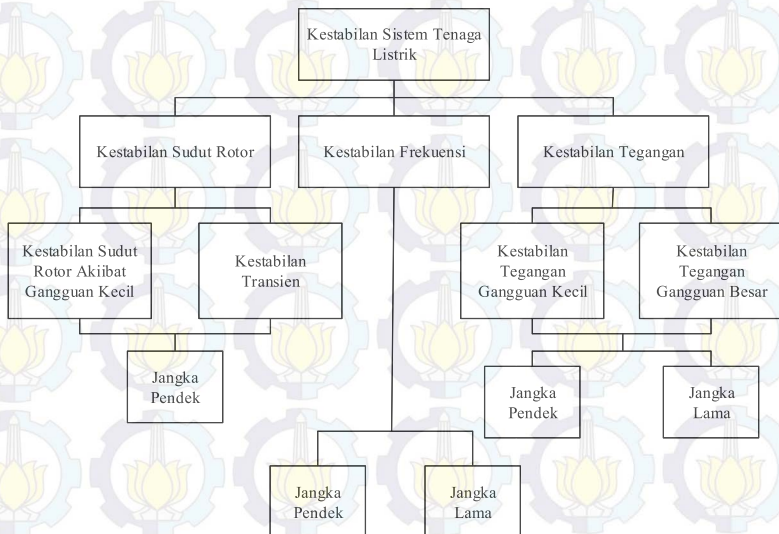 Kestabilan Sistem Tenaga
Listrik
Kestabilan Sudut Rotor
Kestabilan Frekuensi
Kestabilan Tegangan
Kestabilan Sudut
Rotor Akiibat
Gangguan Kecil
Kestabilan
Transien
Kestabilan
Tegangan
Gangguan Kecil
Kestabilan
Tegangan
Gangguan Besar
Jangka
Pendek
Jangka
Pendek
Jangka
Lama
Jangka
Pendek
Jangka
Lama